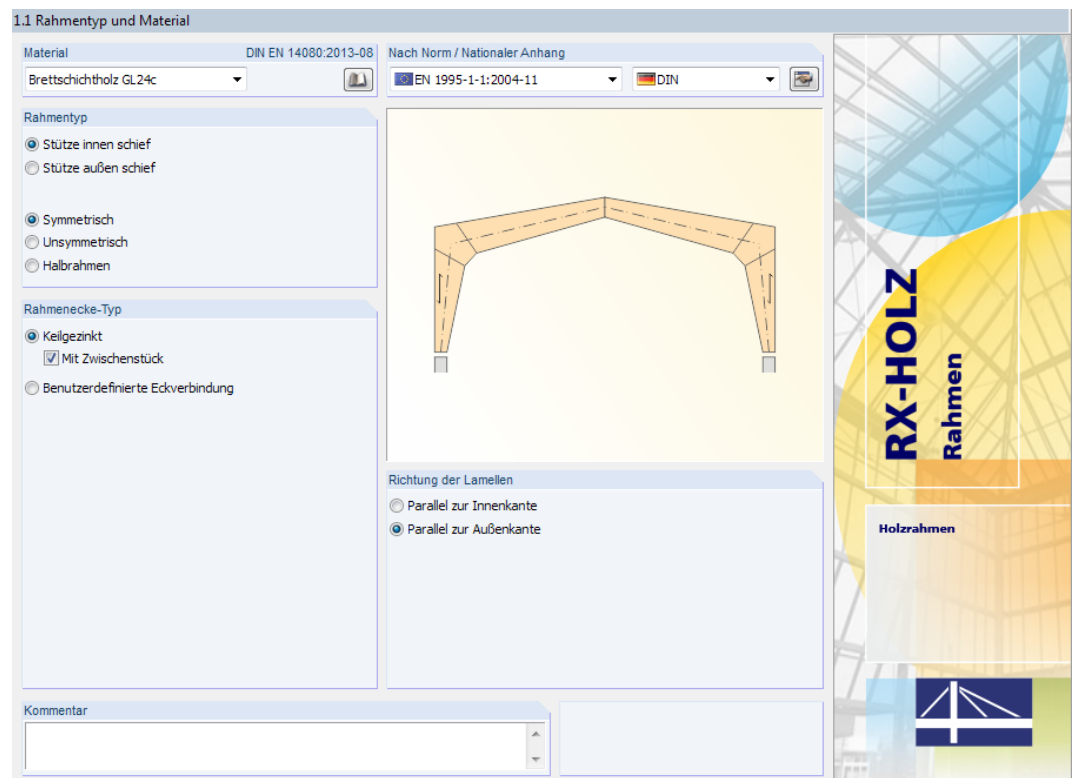 1.1 Rahmentyp und Material
Material
DIN EN 14080:2013-08
Brettschichtholz GL24c
Nach Norm / Nationaler Anhang
EN 1995-1-1:2004-11
DIN
Rahmentyp
Stütze innen schief
Stütze außen schief
Symmetrisch
Unsymmetrisch
Halbrahmen
Rahmenecke-Typ
Keilgezinkt
Mit Zwischenstück
Benutzerdefinierte Eckverbindung
Richtung der Lamellen
Parallel zur Innenkante
Parallel zur Außenkante
Kommentar
RX-HOLZ
Rahmen
Holzrahmen